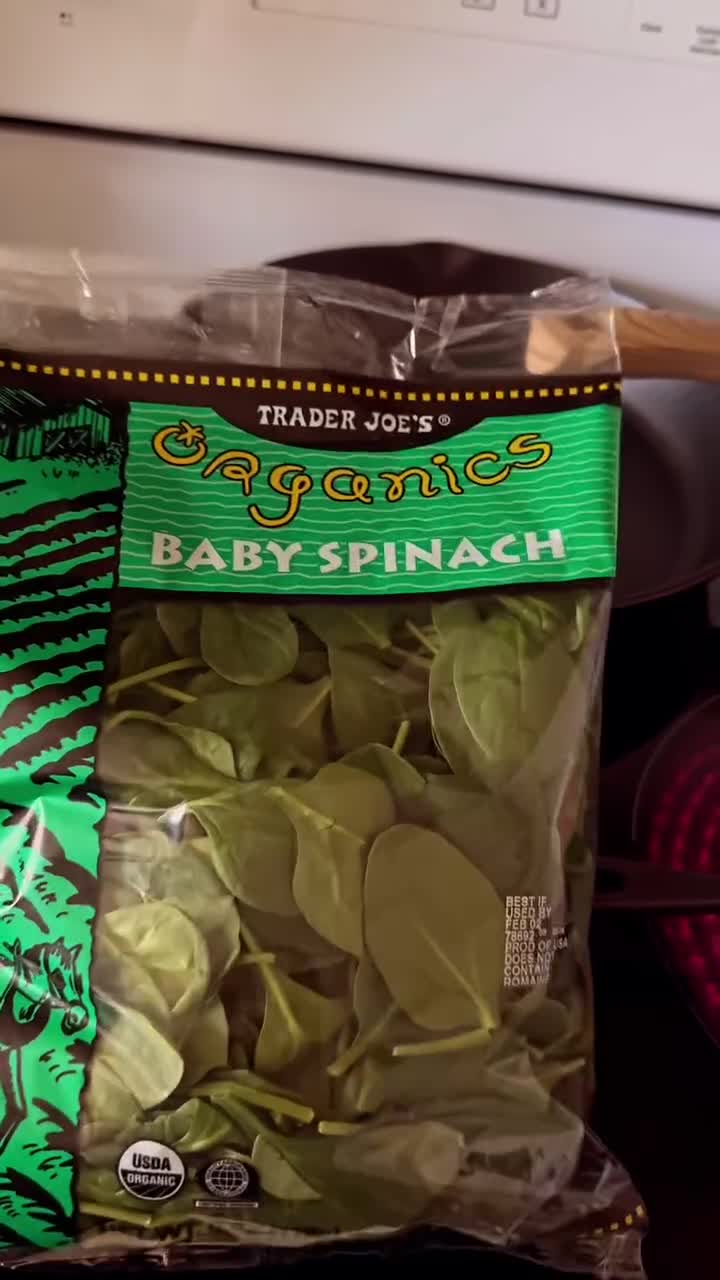 TRADER JOE'S®
Organics
BABY SPINACH
BEST IF
USED BY
FEB 02
78692
PROD OF USA
DOES NOT
CONTAIN
ROMAINE
USDA
ORGANIC